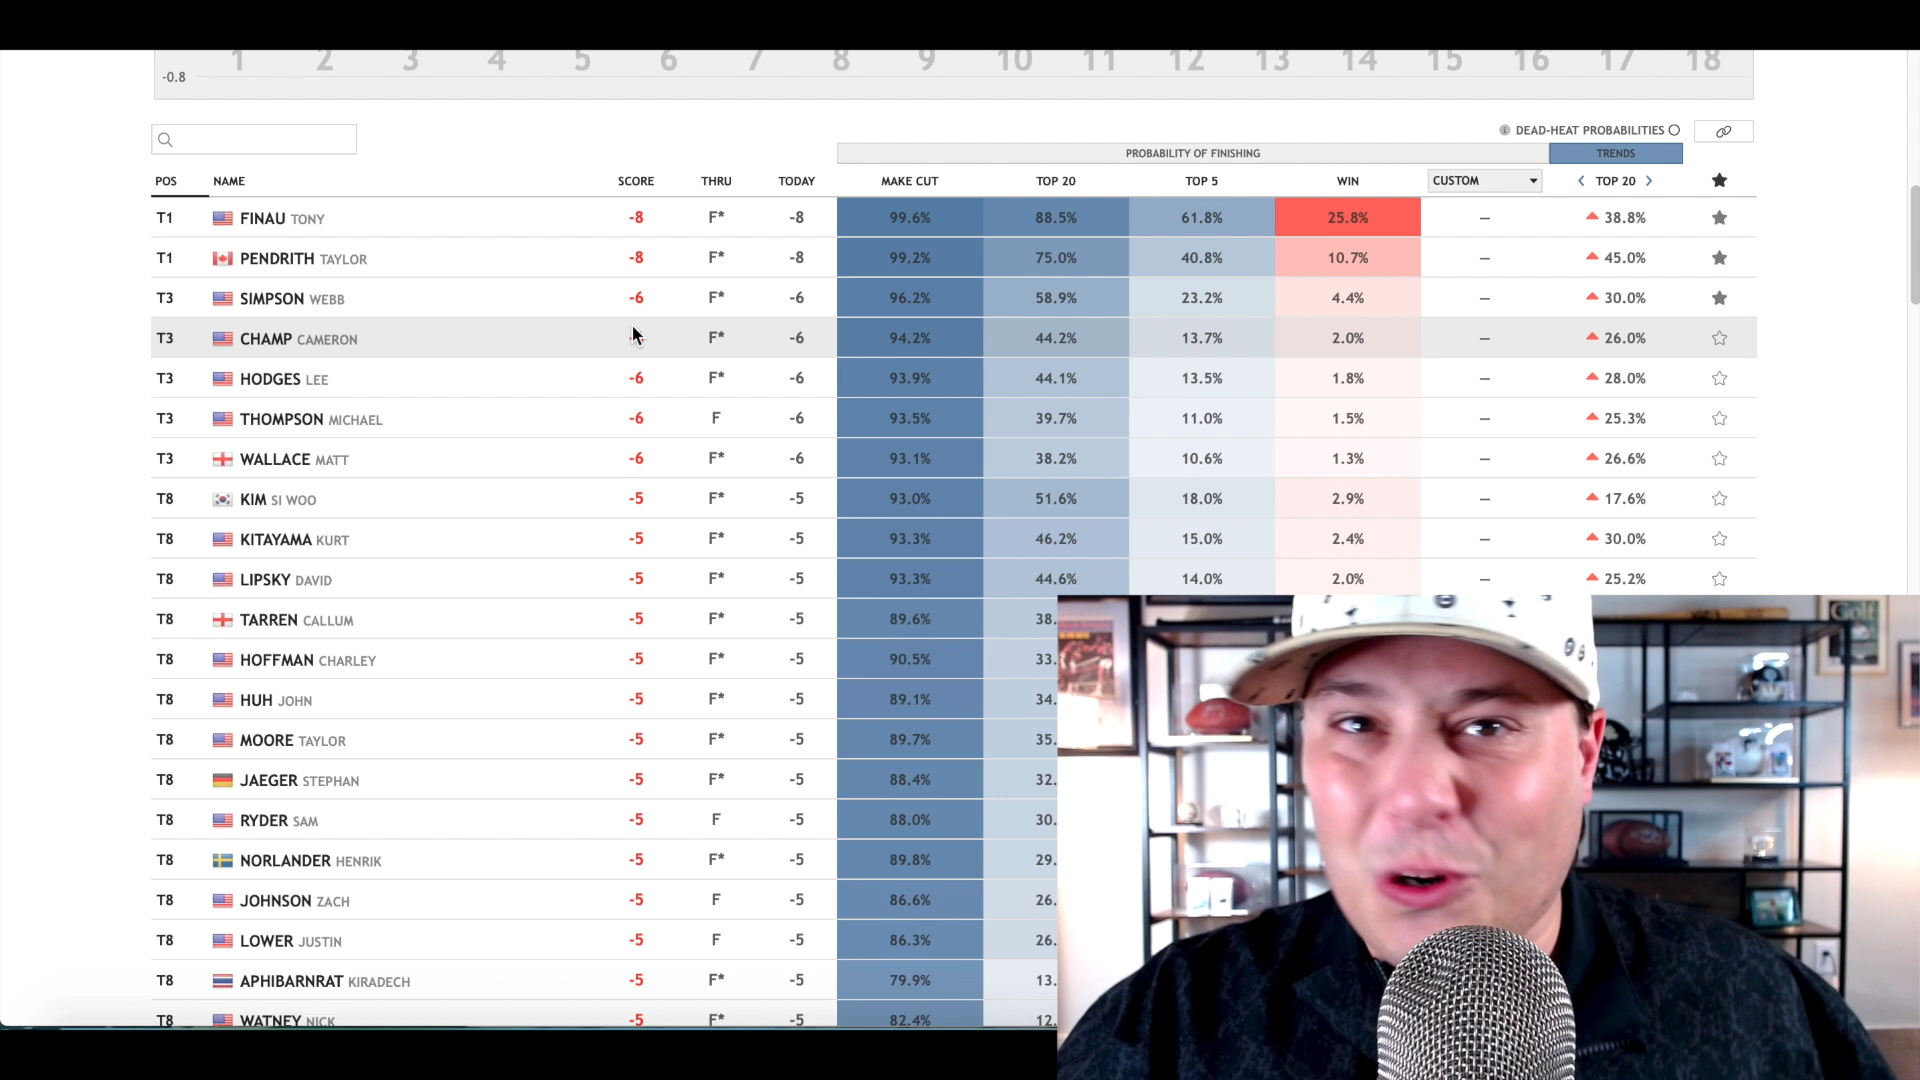 1 2 3 4 5 6 7 8 9 10 11 12 13 14 15 16 17 18
-0.8
DEAD-HEAT PROBABILITIES
PROBABILITY OF FINISHING TRENDS
POS NAME SCORE THRU TODAY MAKE CUT TOP 20 TOP 5 WIN CUSTOM < TOP 20 >
T1 FINAU TONY -8 F* -8 99.6% 88.5% 61.8% 25.8% — 38.8%
T1 PENDRITH TAYLOR -8 F* -8 99.2% 75.0% 40.8% 10.7% — 45.0%
T3 SIMPSON WEBB -6 F* -6 96.2% 58.9% 23.2% 4.4% — 30.0%
T3 CHAMP CAMERON F* -6 94.2% 44.2% 13.7% 2.0% — 26.0%
T3 HODGES LEE -6 F* -6 93.9% 44.1% 13.5% 1.8% — 28.0%
T3 THOMPSON MICHAEL -6 F -6 93.5% 39.7% 11.0% 1.5% — 25.3%
T3 WALLACE MATT -6 F* -6 93.1% 38.2% 10.6% 1.3% — 26.6%
T8 KIM SI WOO -5 F* -5 93.0% 51.6% 18.0% 2.9% — 17.6%
T8 KITAYAMA KURT -5 F* -5 93.3% 46.2% 15.0% 2.4% — 30.0%
T8 LIPSKY DAVID -5 F* -5 93.3% 44.6% 14.0% 2.0% — 25.2%
T8 TARREN CALLUM -5 F* -5 89.6% 38.
T8 HOFFMAN CHARLEY -5 F* -5 90.5% 33.
T8 HUH JOHN -5 F* -5 89.1% 34.
T8 MOORE TAYLOR -5 F* -5 89.7% 35.
T8 JAEGER STEPHAN -5 F* -5 88.4% 32.
T8 RYDER SAM -5 F -5 88.0% 30.
T8 NORLANDER HENRIK -5 F* -5 89.8% 29.
T8 JOHNSON ZACH -5 F -5 86.6% 26.
T8 LOWER JUSTIN -5 F -5 86.3% 26.
T8 APHIBARNRAT KIRADECH -5 F* -5 79.9% 13.
T8 WATNEY NICK -5 F* -5 82.4% 12.
Golf